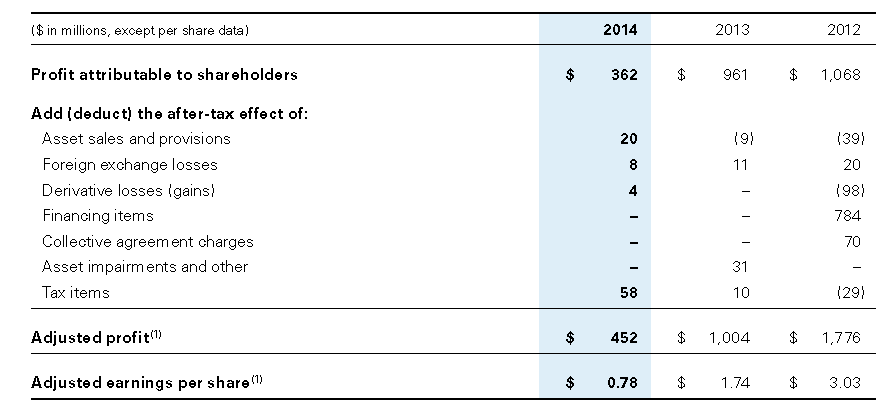 ($ in millions, except per share data) 2014 2013 2012
Profit attributable to shareholders $ 362 $ 961 $ 1,068
Add (deduct) the after-tax effect of:
Asset sales and provisions 20 (9) (39)
Foreign exchange losses 8 11 20
Derivative losses (gains) 4 – (98)
Financing items – – 784
Collective agreement charges – – 70
Asset impairments and other – 31 –
Tax items 58 10 (29)
Adjusted profit(1) $ 452 $ 1,004 $ 1,776
Adjusted earnings per share(1) $ 0.78 $ 1.74 $ 3.03